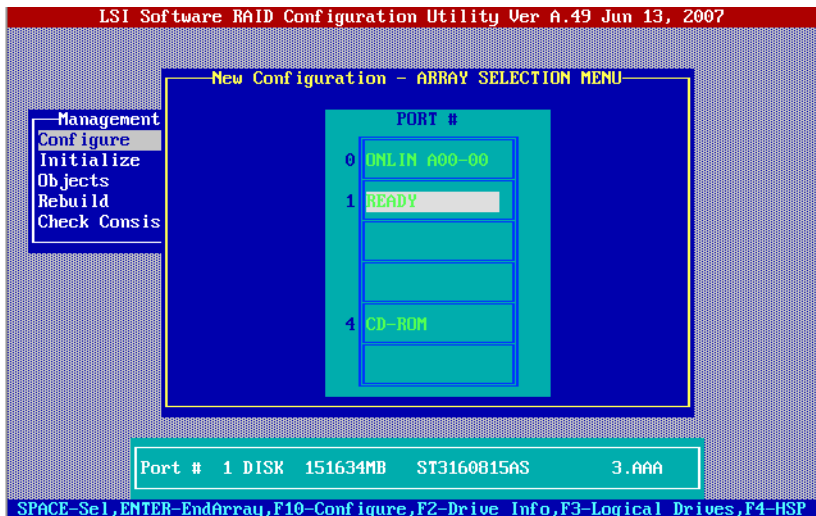 LSI Software RAID Configuration Utility Ver A.49 Jun 13, 2007
New Configuration - ARRAY SELECTION MENU
Management
Configure
Initialize
Objects
Rebuild
Check Consis
PORT #
0 ONLIN A00-00
1 READY
4 CD-ROM
Port # 1 DISK 151634MB ST3160815AS 3.AAA
SPACE-Sel,ENTER-EndArray,F10-Configure,F2-Drive Info,F3-Logical Drives,F4-HSP